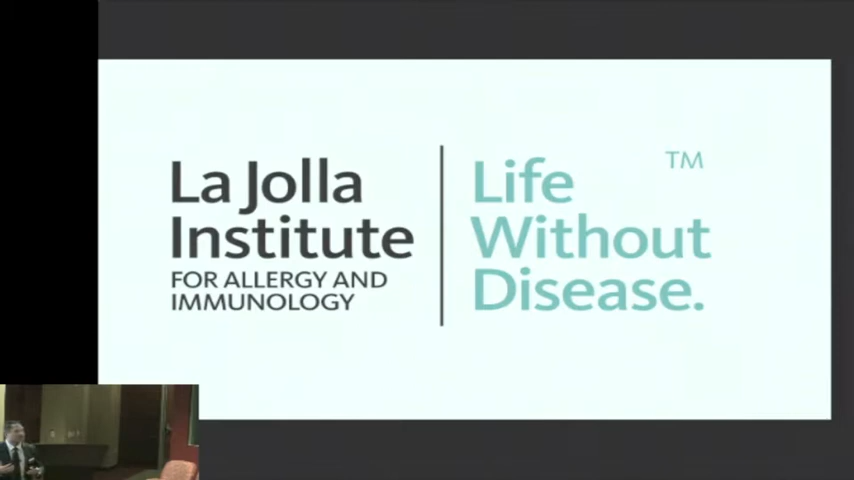 La Jolla
Institute
FOR ALLERGY AND
IMMUNOLOGY
Life
Without
Disease.
TM